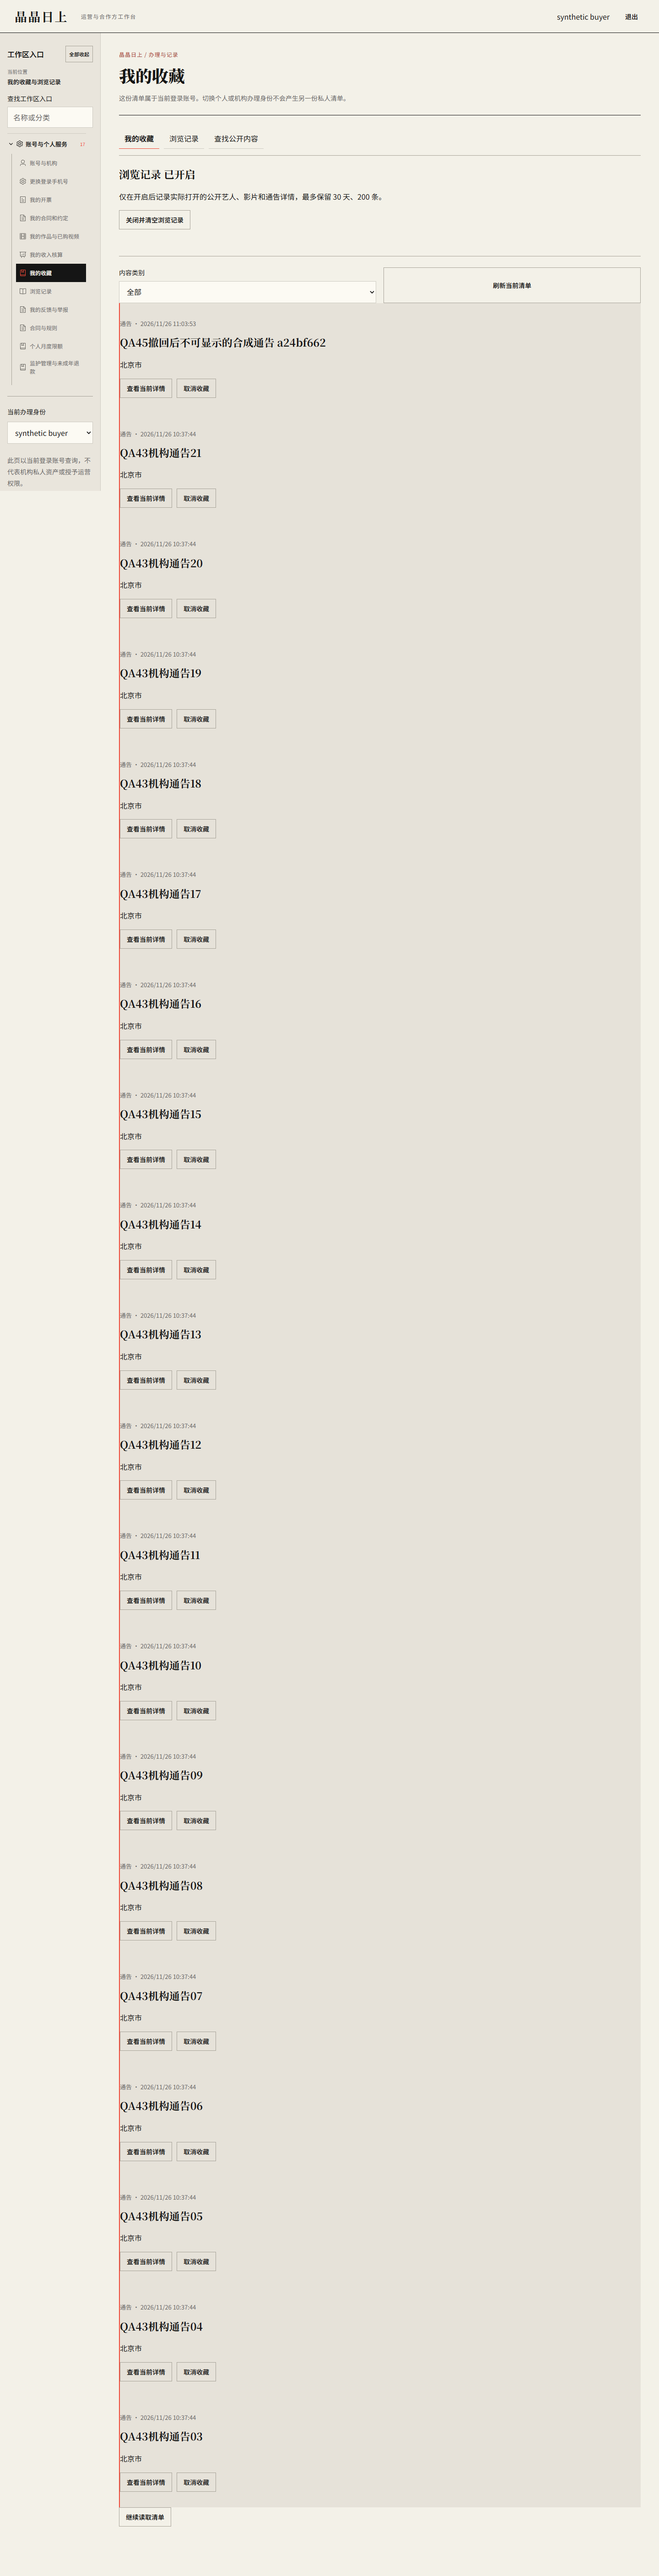 晶晶日上
运营与合作方工作台
synthetic buyer
退出
工作区入口
全部收起
当前位置
我的收藏与浏览记录
查找工作区入口
名称或分类
账号与个人服务
账号与机构
更换登录手机号
我的开票
我的合同和约定
我的作品与已购视频
我的收入核算
我的收藏
浏览记录
我的反馈与举报
合同与规则
个人月度限额
监护管理与未成年退
款
当前办理身份
synthetic buyer
此页以当前登录账号查询，不
代表机构私人资产或授予运营
权限。
晶晶日上 / 办理与记录
我的收藏
这份清单属于当前登录账号。切换个人或机构办理身份不会产生另一份私人清单。
我的收藏
浏览记录
查找公开内容
浏览记录 已开启
仅在开启后记录实际打开的公开艺人、影片和通告详情，最多保留 30 天、200 条。
关闭并清空浏览记录
内容类别
全部
刷新当前清单
通告 · 2026/11/26 11:03:53
QA45撤回后不可显示的合成通告 a24bf662
北京市
查看当前详情
取消收藏
通告 · 2026/11/26 10:37:44
QA43机构通告21
北京市
查看当前详情
取消收藏
通告 · 2026/11/26 10:37:44
QA43机构通告20
北京市
查看当前详情
取消收藏
通告 · 2026/11/26 10:37:44
QA43机构通告19
北京市
查看当前详情
取消收藏
通告 · 2026/11/26 10:37:44
QA43机构通告18
北京市
查看当前详情
取消收藏
通告 · 2026/11/26 10:37:44
QA43机构通告17
北京市
查看当前详情
取消收藏
通告 · 2026/11/26 10:37:44
QA43机构通告16
北京市
查看当前详情
取消收藏
通告 · 2026/11/26 10:37:44
QA43机构通告15
北京市
查看当前详情
取消收藏
通告 · 2026/11/26 10:37:44
QA43机构通告14
北京市
查看当前详情
取消收藏
通告 · 2026/11/26 10:37:44
QA43机构通告13
北京市
查看当前详情
取消收藏
通告 · 2026/11/26 10:37:44
QA43机构通告12
北京市
查看当前详情
取消收藏
通告 · 2026/11/26 10:37:44
QA43机构通告11
北京市
查看当前详情
取消收藏
通告 · 2026/11/26 10:37:44
QA43机构通告10
北京市
查看当前详情
取消收藏
通告 · 2026/11/26 10:37:44
QA43机构通告09
北京市
查看当前详情
取消收藏
通告 · 2026/11/26 10:37:44
QA43机构通告08
北京市
查看当前详情
取消收藏
通告 · 2026/11/26 10:37:44
QA43机构通告07
北京市
查看当前详情
取消收藏
通告 · 2026/11/26 10:37:44
QA43机构通告06
北京市
查看当前详情
取消收藏
通告 · 2026/11/26 10:37:44
QA43机构通告05
北京市
查看当前详情
取消收藏
通告 · 2026/11/26 10:37:44
QA43机构通告04
北京市
查看当前详情
取消收藏
通告 · 2026/11/26 10:37:44
QA43机构通告03
北京市
查看当前详情
取消收藏
继续读取清单